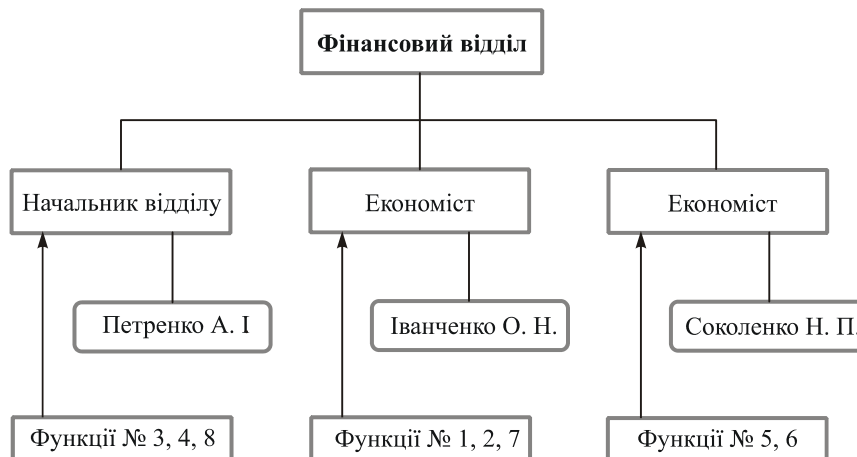 Фінансовий відділ
Начальник відділу
Економіст
Економіст
Петренко А. І
Іванченко О. Н.
Соколенко Н. П.
Функції № 3, 4, 8
Функції № 1, 2, 7
Функції № 5, 6